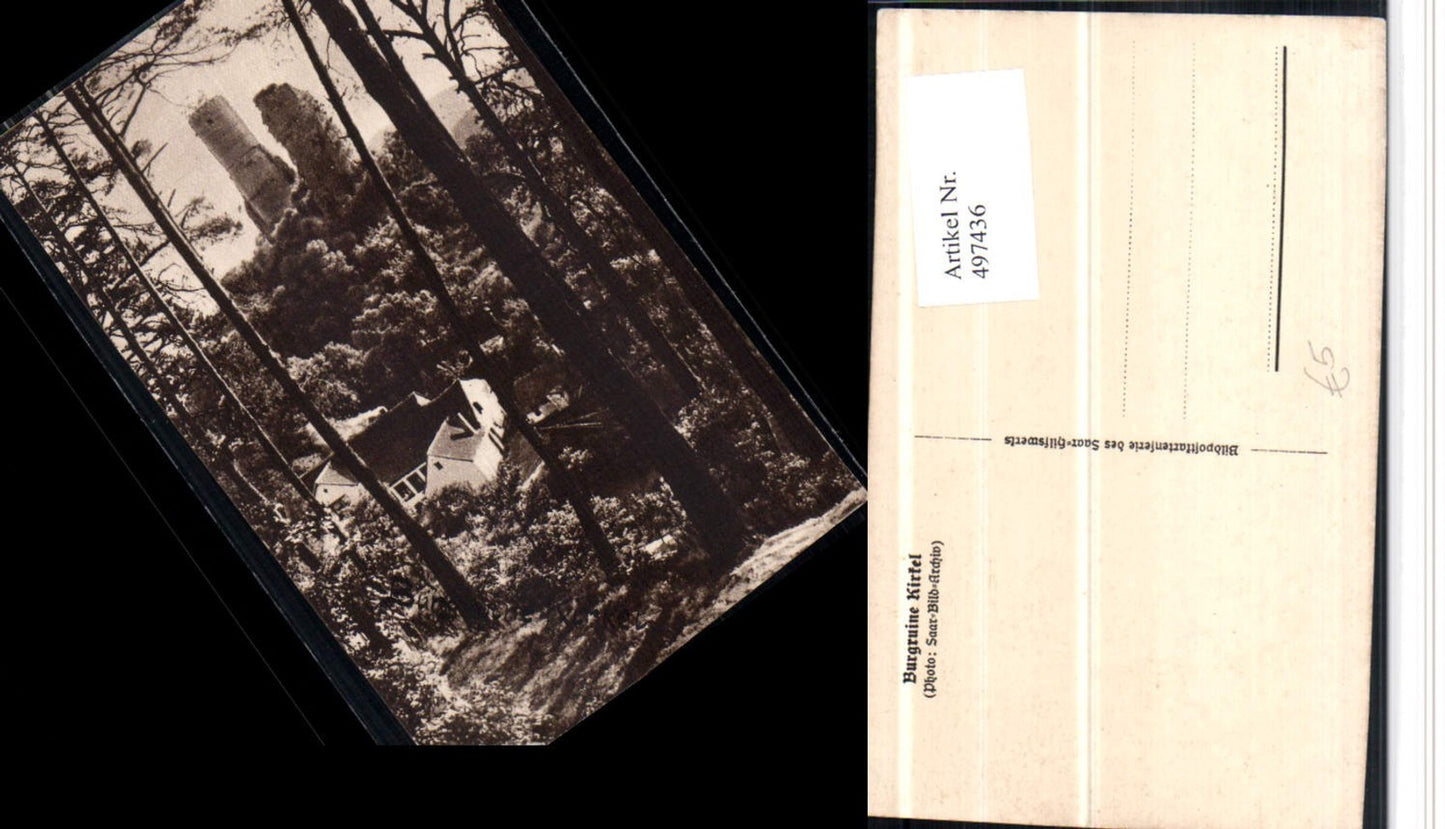 Artikel Nr.
497436
Burgruine Kirkel
(Photo: Saar-Bild-Archiv)
Bildpostkartenserie des Saar-Hilfswerks
€5